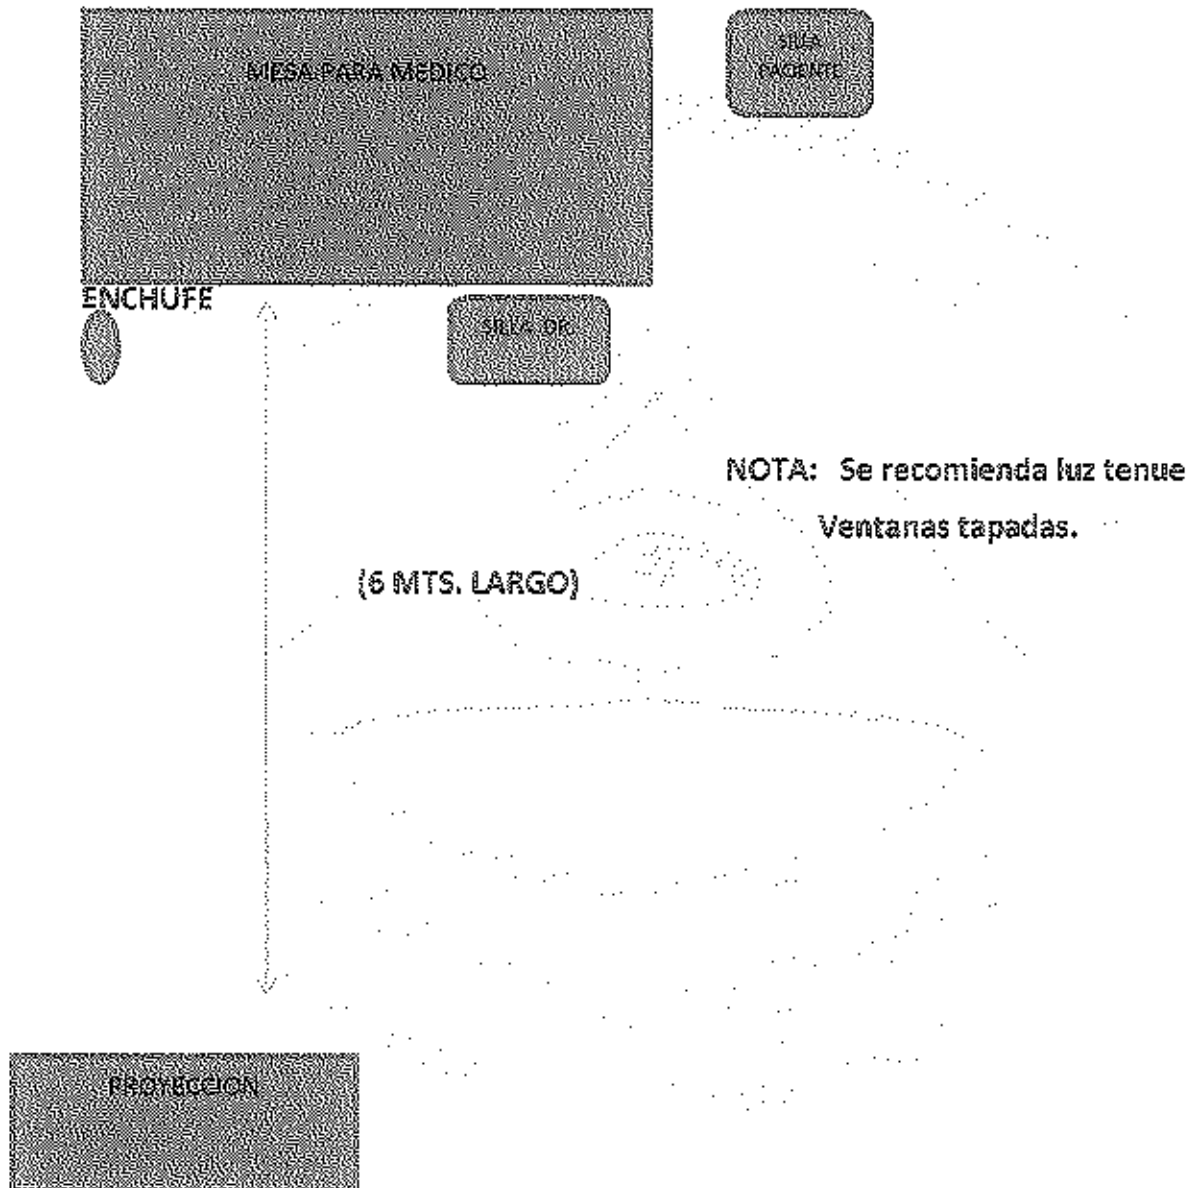 MESA PARA MEDICO
SILLA
PACIENTE
ENCHUFE
SILLA DR.
NOTA: Se recomienda luz tenue
Ventanas tapadas.
(6 MTS. LARGO)
PROYECCION